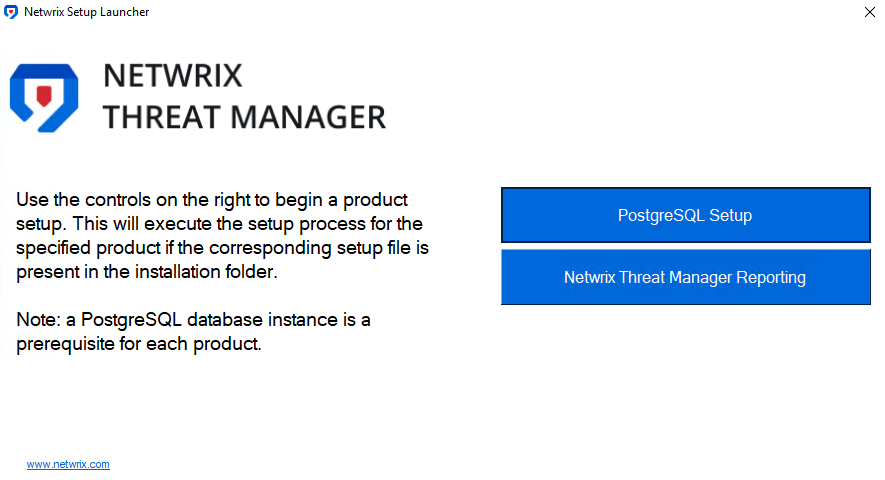 Netwrix Setup Launcher
NETWRIX
THREAT MANAGER
Use the controls on the right to begin a product
setup. This will execute the setup process for the
specified product if the corresponding setup file is
present in the installation folder.
Note: a PostgreSQL database instance is a
prerequisite for each product.
PostgreSQL Setup
Netwrix Threat Manager Reporting
www.netwrix.com